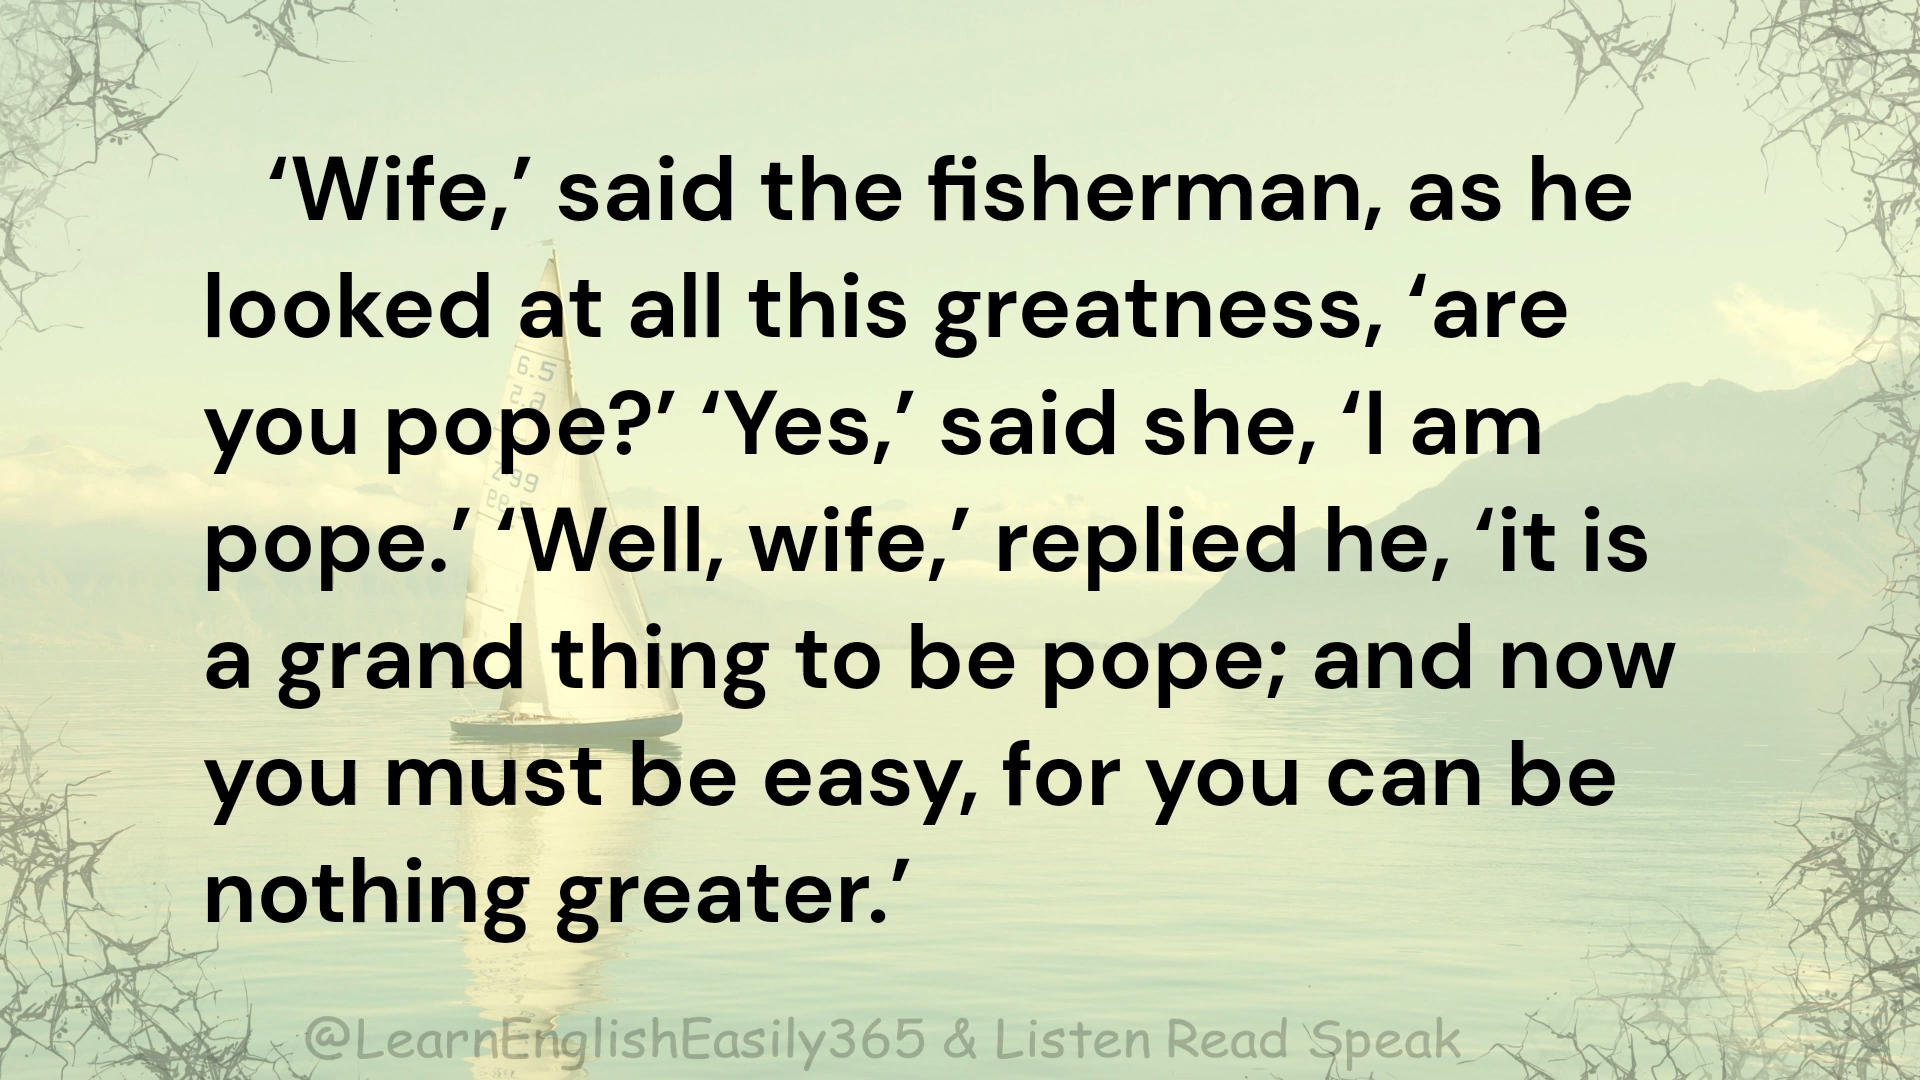 ‘Wife,’ said the fisherman, as he
looked at all this greatness, ‘are
you pope?’ ‘Yes,’ said she, ‘I am
pope.’ ‘Well, wife,’ replied he, ‘it is
a grand thing to be pope; and now
you must be easy, for you can be
nothing greater.’
6.5
@LearnEnglishEasily365 & Listen Read Speak